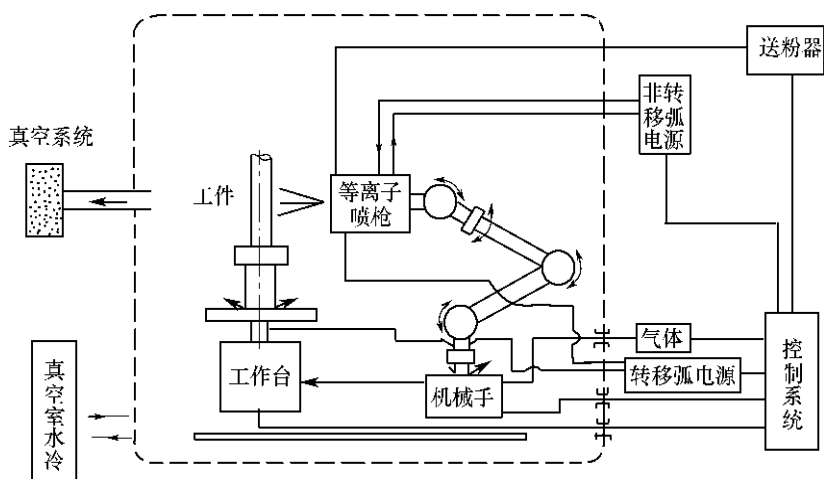 送粉器
非转
移弧
电源
真空系统
工件
等离子
喷枪
气体
控制系统
转移弧电源
工作台
机械手
真空室水冷